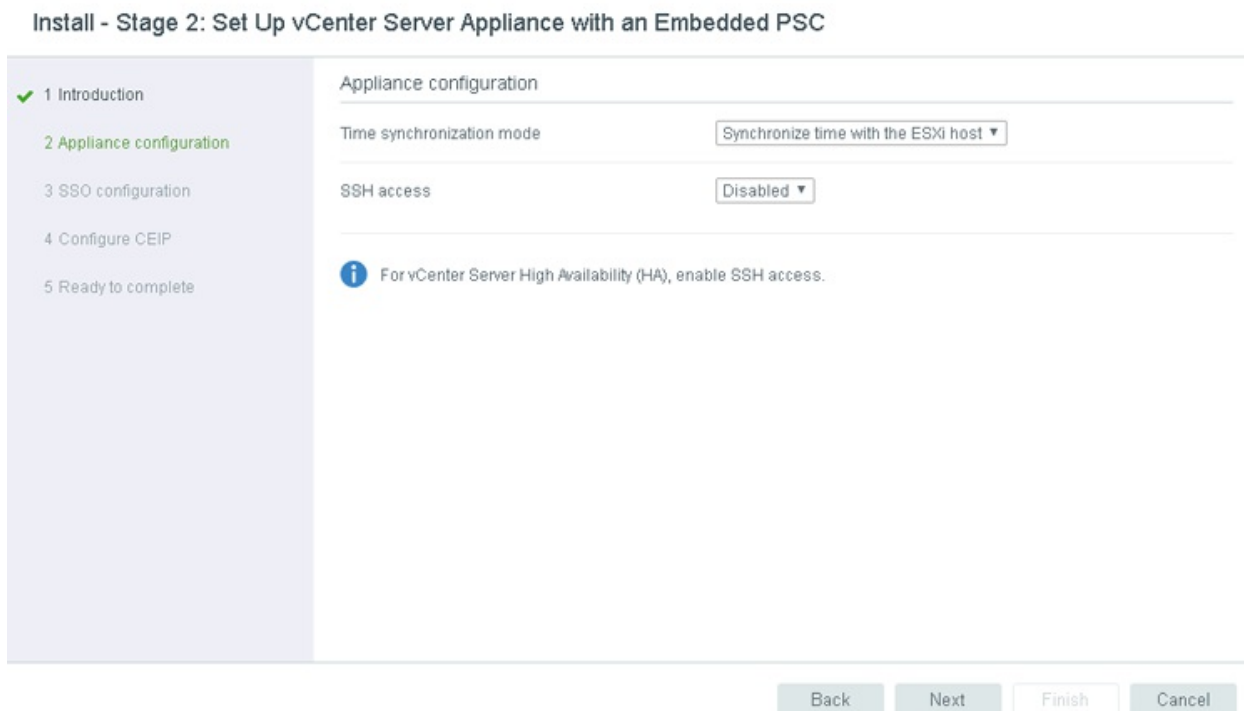 Install - Stage 2: Set Up vCenter Server Appliance with an Embedded PSC
1 Introduction
2 Appliance configuration
3 SSO configuration
4 Configure CEIP
5 Ready to complete
Appliance configuration
Time synchronization mode
Synchronize time with the ESXi host
SSH access
Disabled
For vCenter Server High Availability (HA), enable SSH access.
Back
Next
Finish
Cancel